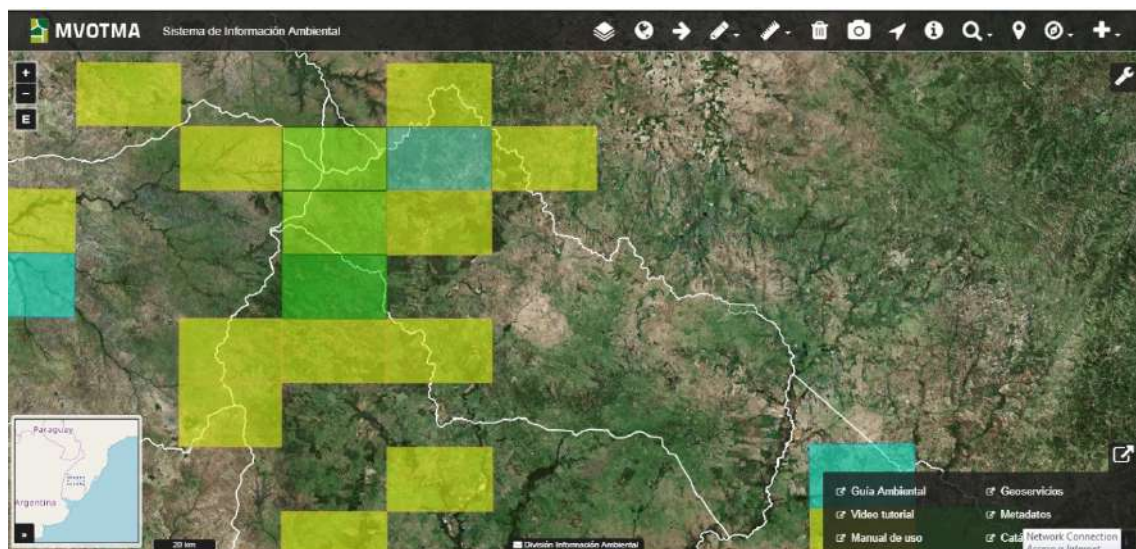 MVOTMA Sistema de Información Ambiental
+
−
E
Paraguay
Argentina
»
20 km
División Información Ambiental
Guía Ambiental
Geoservicios
Video tutorial
Metadatos
Manual de uso
Catá
Network Connection